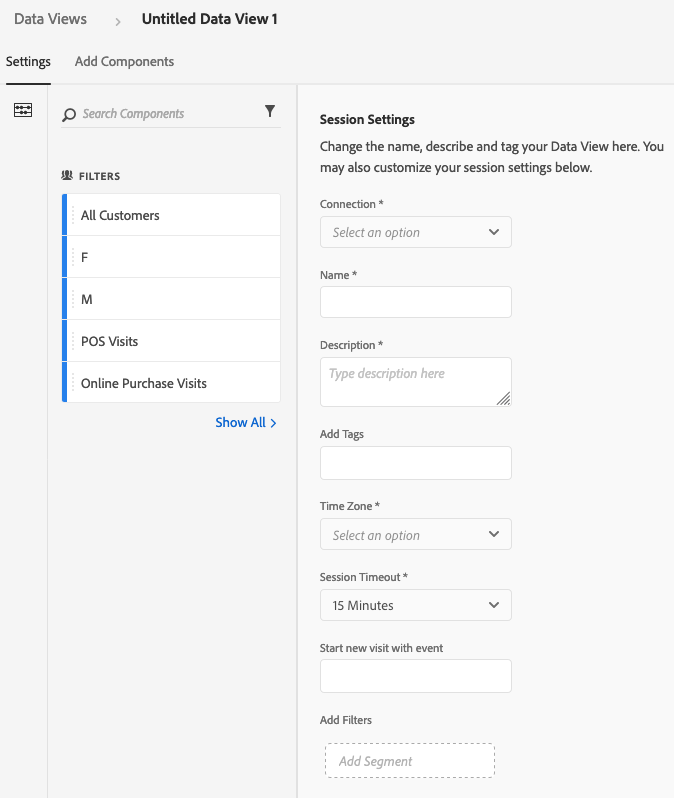 Data Views > Untitled Data View 1
Settings Add Components
Search Components
FILTERS
All Customers
F
M
POS Visits
Online Purchase Visits
Show All >
Session Settings
Change the name, describe and tag your Data View here. You
may also customize your session settings below.
Connection *
Select an option
Name *
Description *
Type description here
Add Tags
Time Zone *
Select an option
Session Timeout *
15 Minutes
Start new visit with event
Add Filters
Add Segment